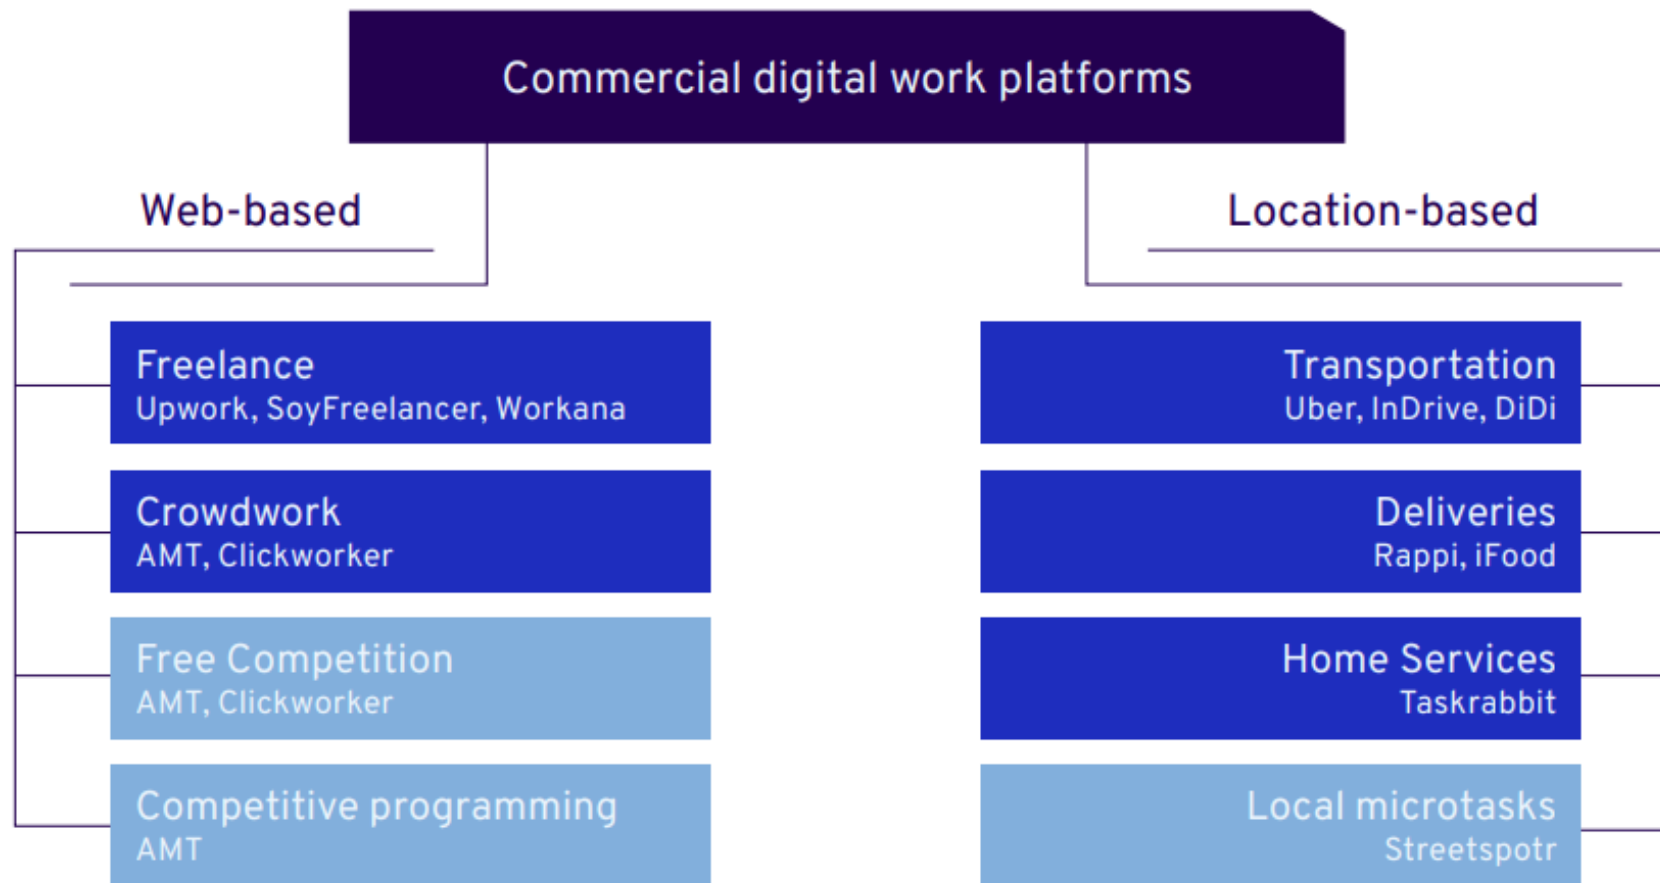 Commercial digital work platforms
Web-based
Freelance
Upwork, SoyFreelancer, Workana
Crowdwork
AMT, Clickworker
Free Competition
AMT, Clickworker
Competitive programming
AMT
Location-based
Transportation
Uber, InDrive, DiDi
Deliveries
Rappi, iFood
Home Services
Taskrabbit
Local microtasks
Streetspotr